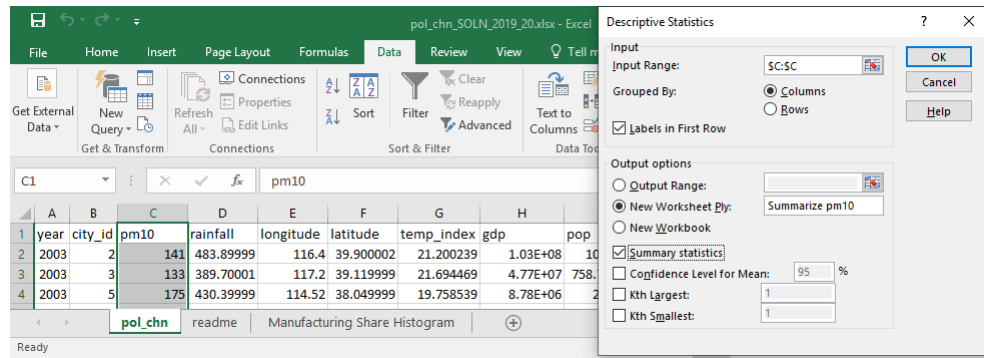 pol_chn_SOLN_2019_20.xlsx - Excel
File Home Insert Page Layout Formulas Data Review View Tell m
Get External Data
New Query
Get & Transform
Refresh All
Connections
Properties
Edit Links
Connections
Sort
Filter
Clear
Reapply
Advanced
Sort & Filter
Text to Columns
Data Too
C1 fx pm10
A B C D E F G H
1 year city_id pm10 rainfall longitude latitude temp_index gdp pop
2 2003 2 141 483.89999 116.4 39.900002 21.200239 1.03E+08 10
3 2003 3 133 389.70001 117.2 39.119999 21.694469 4.77E+07 758.
4 2003 5 175 430.39999 114.52 38.049999 19.758539 8.78E+06 2
pol_chn readme Manufacturing Share Histogram
Ready
Descriptive Statistics ? ×
Input
Input Range: $C:$C
Grouped By: Columns
Rows
Labels in First Row
OK
Cancel
Help
Output options
Output Range:
New Worksheet Ply: Summarize pm10
New Workbook
Summary statistics
Confidence Level for Mean: 95 %
Kth Largest: 1
Kth Smallest: 1